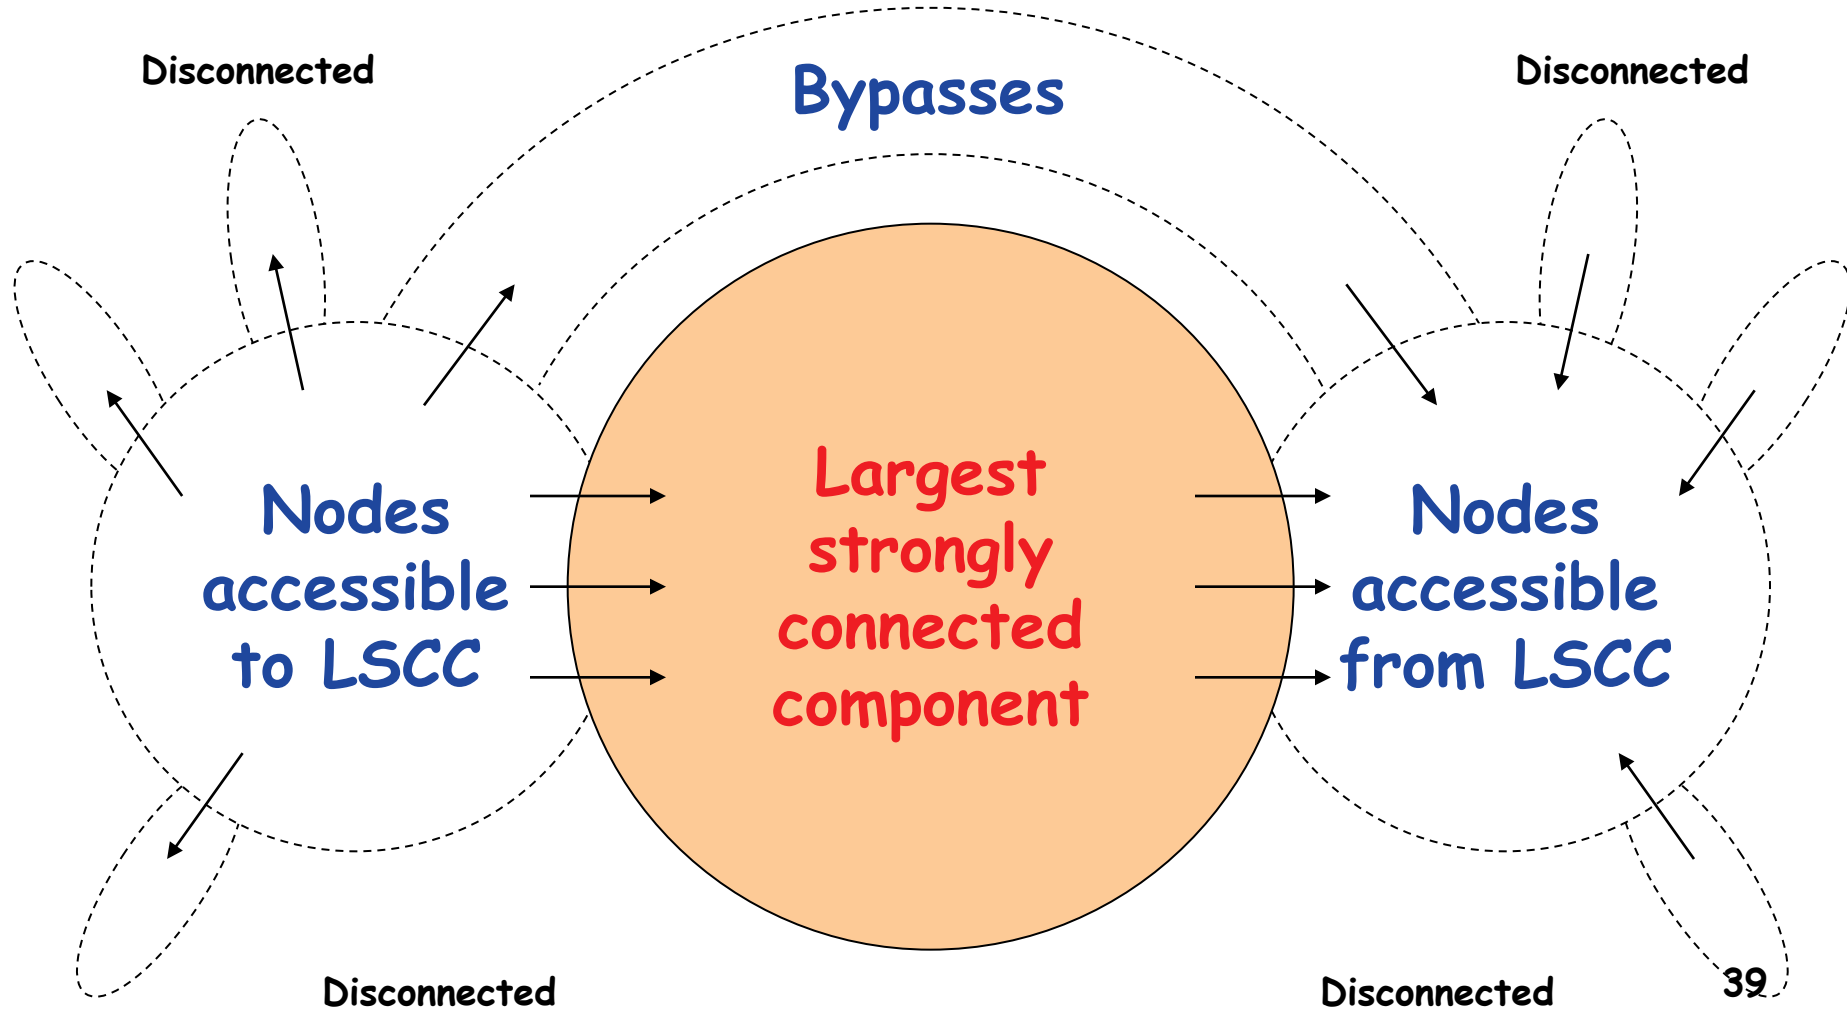 Disconnected
Disconnected
Bypasses
Nodes
accessible
to LSCC
Largest
strongly
connected
component
Nodes
accessible
from LSCC
Disconnected
Disconnected
39